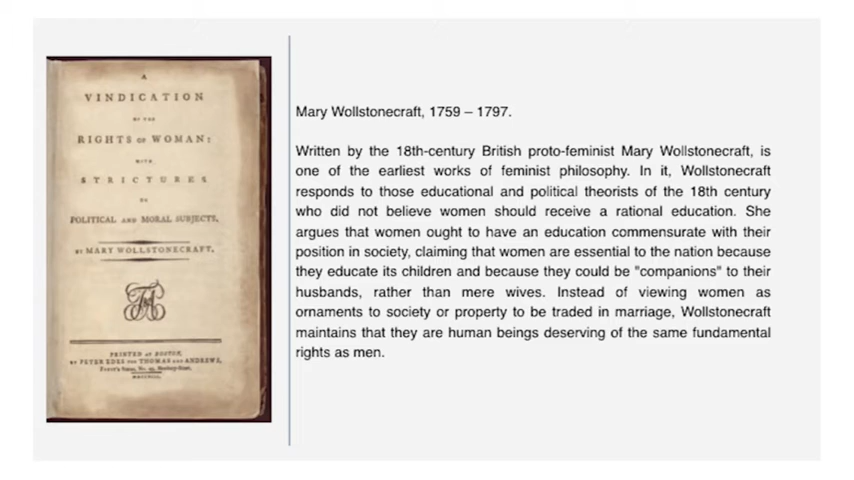 A
VINDICATION
OF THE
RIGHTS OF WOMAN:
WITH
STRICTURES
ON
POLITICAL AND MORAL SUBJECTS.
BY MARY WOLLSTONECRAFT.
PRINTED AT BOSTON,
BY PETER EDES FOR THOMAS AND ANDREWS,
Mary Wollstonecraft, 1759 – 1797.
Written by the 18th-century British proto-feminist Mary Wollstonecraft, is
one of the earliest works of feminist philosophy. In it, Wollstonecraft
responds to those educational and political theorists of the 18th century
who did not believe women should receive a rational education. She
argues that women ought to have an education commensurate with their
position in society, claiming that women are essential to the nation because
they educate its children and because they could be "companions" to their
husbands, rather than mere wives. Instead of viewing women as
ornaments to society or property to be traded in marriage, Wollstonecraft
maintains that they are human beings deserving of the same fundamental
rights as men.